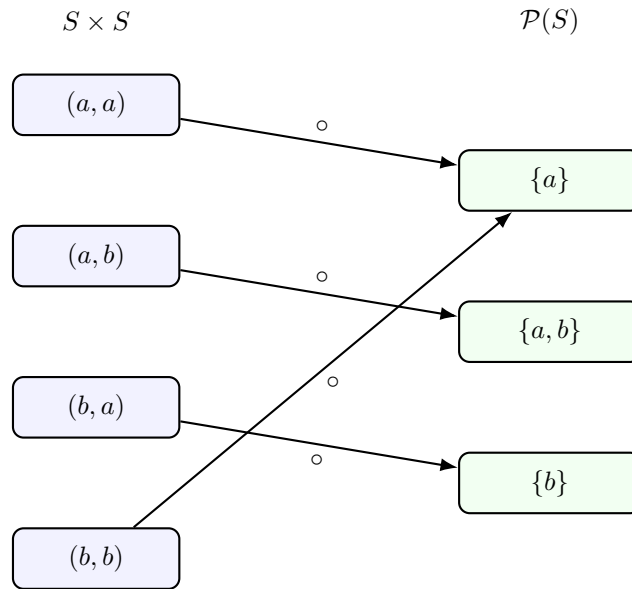 S × S
𝒫(S)
(a, a)
∘
{a}
(a, b)
∘
{a, b}
∘
(b, a)
∘
{b}
(b, b)